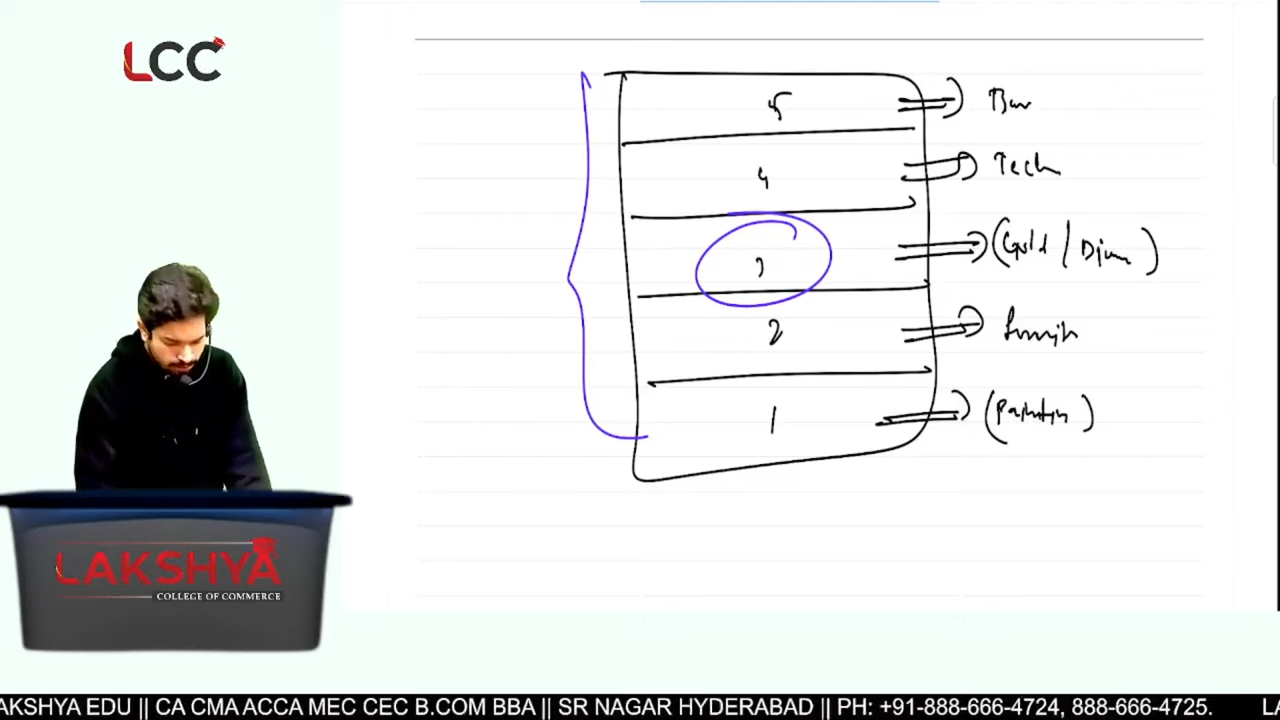 LCC
5
Bar
4
Tech
(Gold /
3
2
1
LAKSHYA
COLLEGE OF COMMERCE
AKSHYA EDU || CA CMA ACCA MEC CEC B.COM BBA || SR NAGAR HYDERABAD || PH: +91-888-666-4724, 888-666-4725. LA